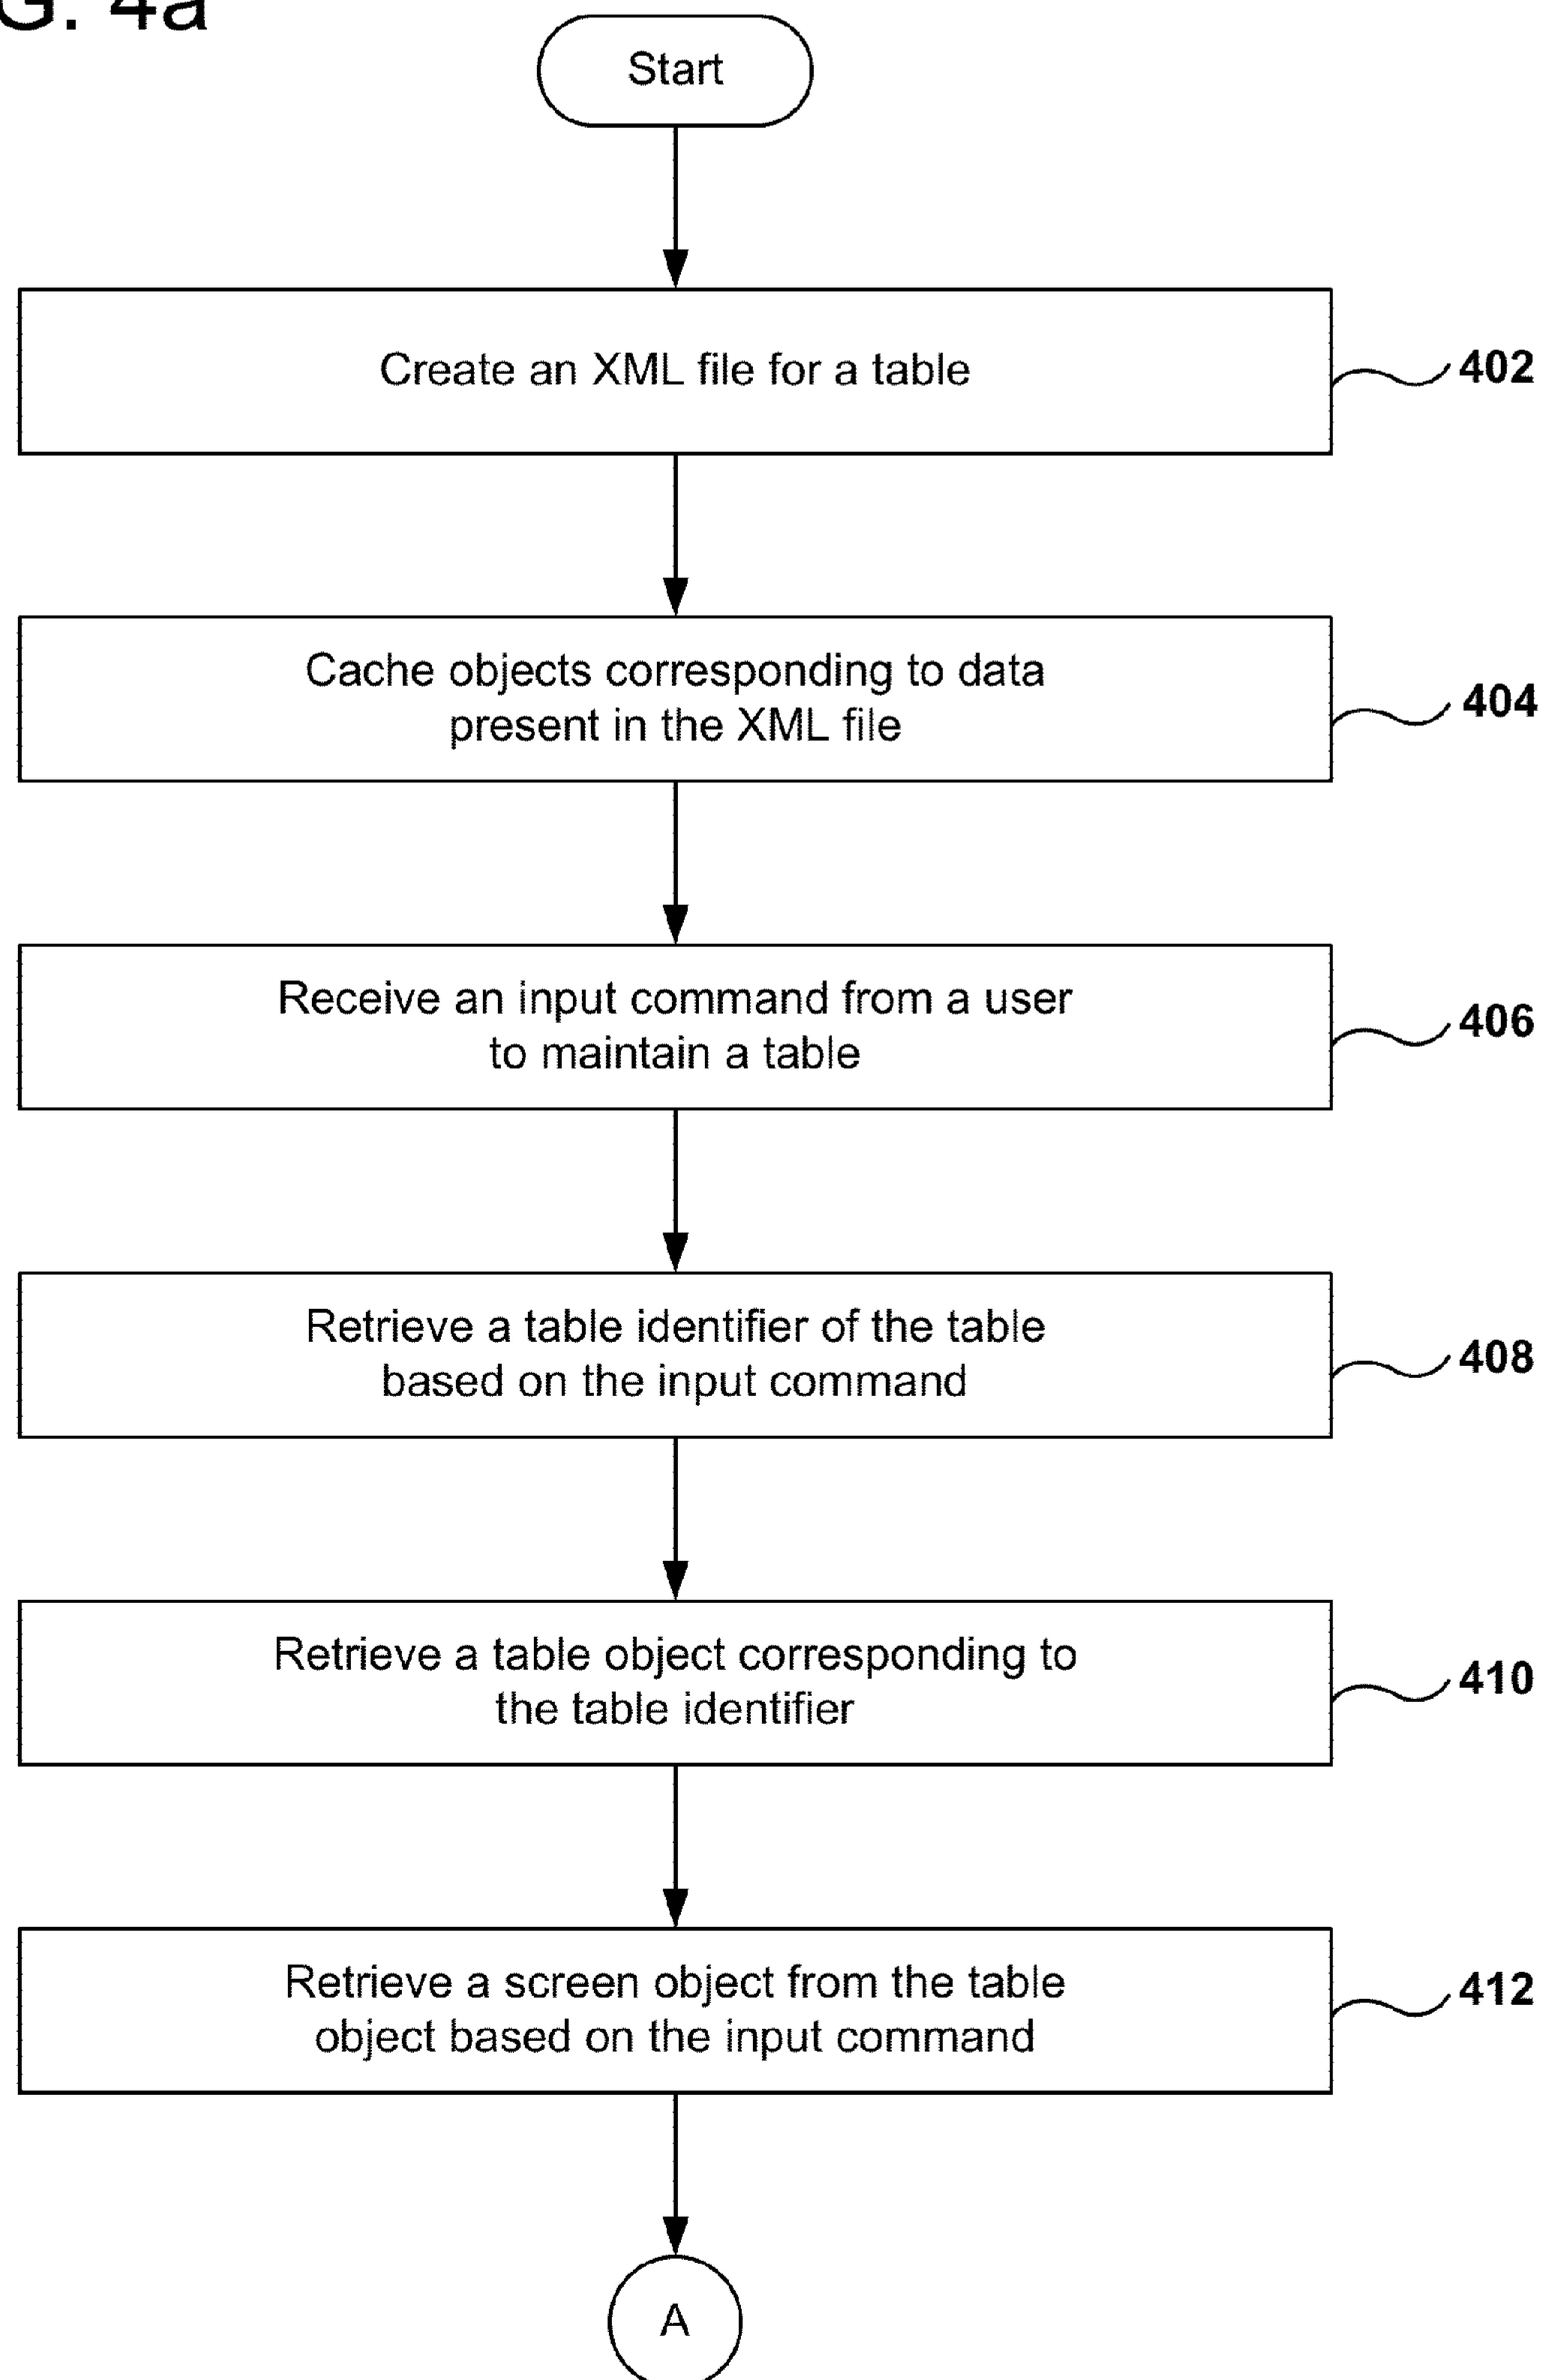 G. 4a
Start
Create an XML file for a table
402
Cache objects corresponding to data
present in the XML file
404
Receive an input command from a user
to maintain a table
406
Retrieve a table identifier of the table
based on the input command
408
Retrieve a table object corresponding to
the table identifier
410
Retrieve a screen object from the table
object based on the input command
412
A